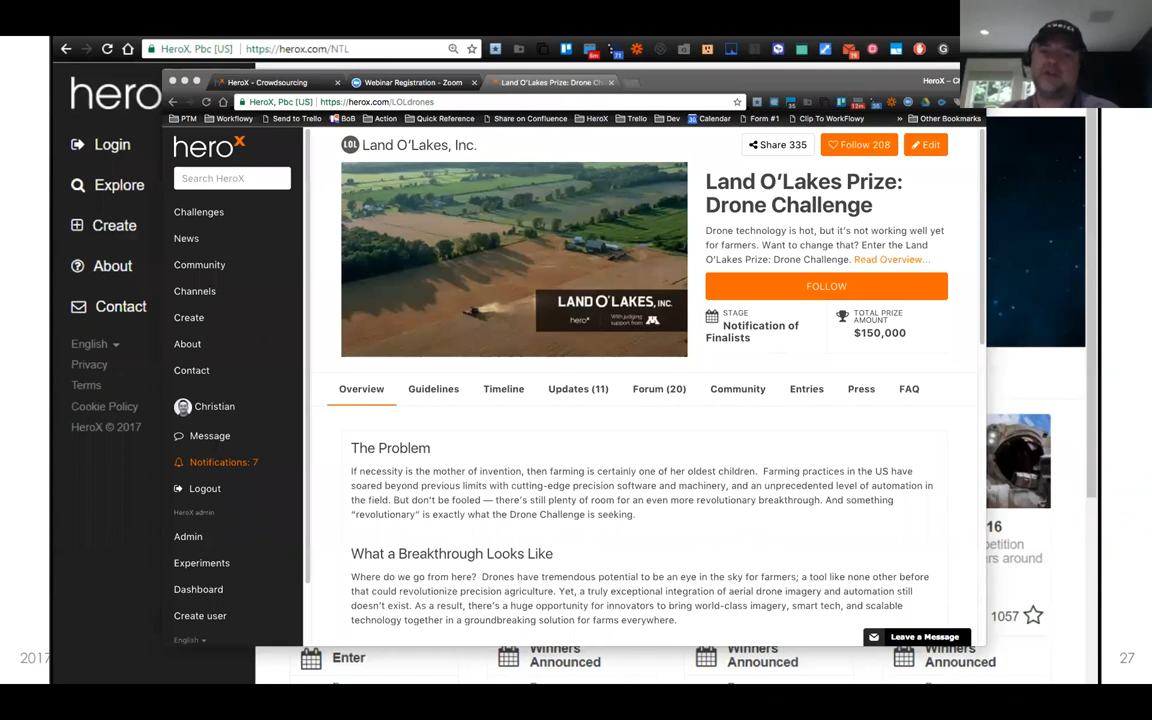 HeroX, Pbc [US]
https://herox.com/NTL
hero
Login
Explore
Create
About
Contact
English
Privacy
Terms
Cookie Policy
HeroX © 2017
2017
HeroX - Crowdsourcing
Webinar Registration - Zoom
Land O'Lakes Prize: Drone Ch
HeroX – C
HeroX, Pbc [US]
https://herox.com/LOLdrones
PTM
Workflowy
Send to Trello
BoB
Action
Quick Reference
Share on Confluence
HeroX
Trello
Dev
Calendar
Form #1
Clip To WorkFlowy
»
Other Bookmarks
herox
Search HeroX
Challenges
News
Community
Channels
Create
About
Contact
Christian
Message
Notifications: 7
Logout
HeroX admin
Admin
Experiments
Dashboard
Create user
English
LOL Land O'Lakes, Inc.
Share 335
Follow 208
Edit
LAND O'LAKES, INC.
herox
With judging
support from
Land O'Lakes Prize:
Drone Challenge
Drone technology is hot, but it's not working well yet
for farmers. Want to change that? Enter the Land
O'Lakes Prize: Drone Challenge. Read Overview...
FOLLOW
STAGE
Notification of
Finalists
TOTAL PRIZE
AMOUNT
$150,000
Overview
Guidelines
Timeline
Updates (11)
Forum (20)
Community
Entries
Press
FAQ
The Problem
If necessity is the mother of invention, then farming is certainly one of her oldest children. Farming practices in the US have
soared beyond previous limits with cutting-edge precision software and machinery, and an unprecedented level of automation in
the field. But don't be fooled — there's still plenty of room for an even more revolutionary breakthrough. And something
"revolutionary" is exactly what the Drone Challenge is seeking.
What a Breakthrough Looks Like
Where do we go from here? Drones have tremendous potential to be an eye in the sky for farmers; a tool like none other before
that could revolutionize precision agriculture. Yet, a truly exceptional integration of aerial drone imagery and automation still
doesn't exist. As a result, there's a huge opportunity for innovators to bring world-class imagery, smart tech, and scalable
technology together in a groundbreaking solution for farms everywhere.
Leave a Message
16
petition
ers around
1057
Enter
Winners
Announced
Winners
Announced
Winners
Announced
27